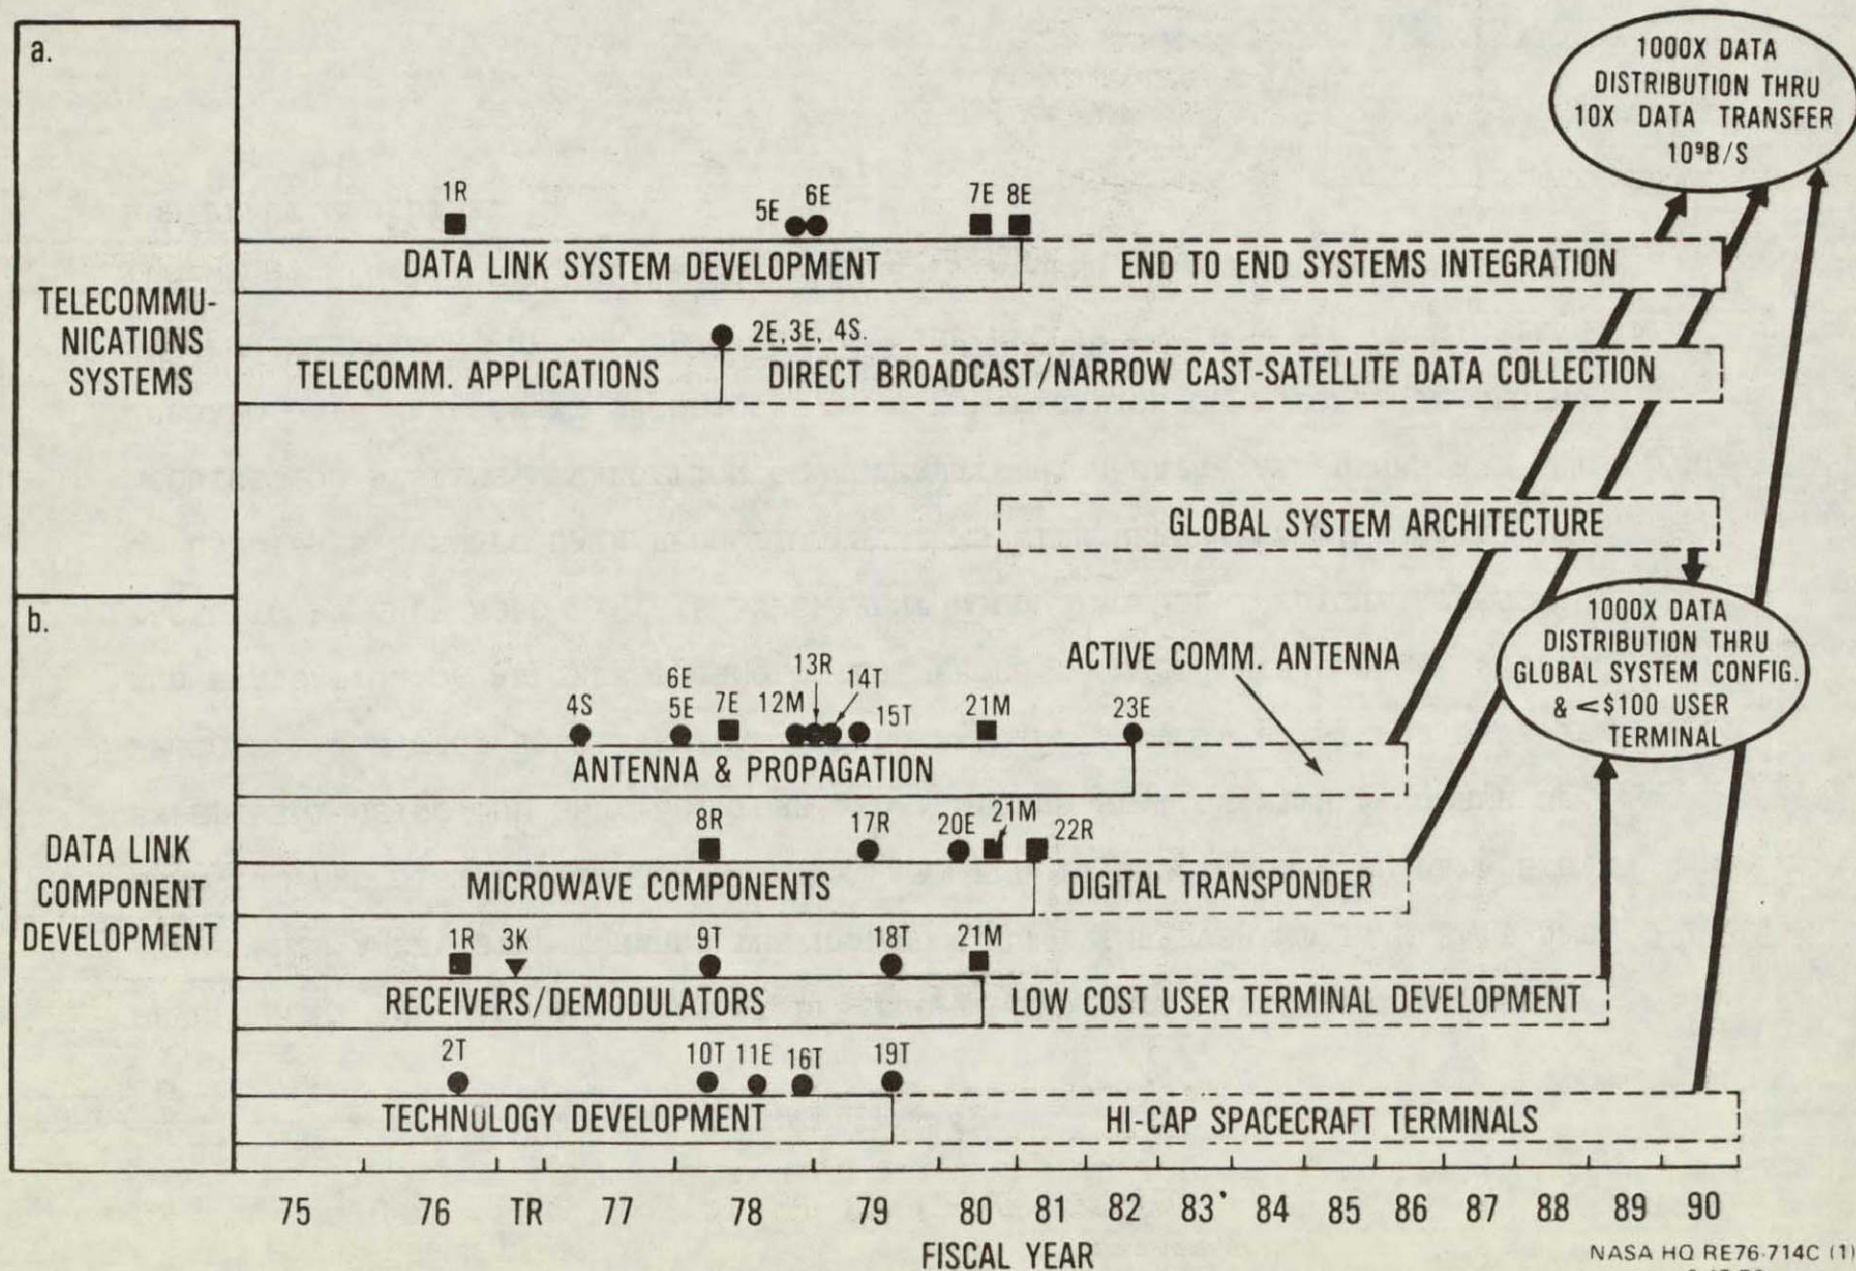 a.
TELECOMMU-
NICATIONS
SYSTEMS
1000X DATA
DISTRIBUTION THRU
10X DATA TRANSFER
10⁹B/S
1R
5E
6E
7E
8E
DATA LINK SYSTEM DEVELOPMENT
END TO END SYSTEMS INTEGRATION
2E, 3E, 4S.
TELECOMM. APPLICATIONS
DIRECT BROADCAST/NARROW CAST-SATELLITE DATA COLLECTION
GLOBAL SYSTEM ARCHITECTURE
b.
DATA LINK
COMPONENT
DEVELOPMENT
1000X DATA
DISTRIBUTION THRU
GLOBAL SYSTEM CONFIG.
& <$100 USER
TERMINAL
ACTIVE COMM. ANTENNA
4S
6E
5E
7E
12M
13R
14T
15T
21M
23E
ANTENNA & PROPAGATION
8R
17R
20E
21M
22R
MICROWAVE COMPONENTS
DIGITAL TRANSPONDER
1R
3K
9T
18T
21M
RECEIVERS/DEMODULATORS
LOW COST USER TERMINAL DEVELOPMENT
2T
10T
11E
16T
19T
TECHNOLOGY DEVELOPMENT
HI-CAP SPACECRAFT TERMINALS
75 76 TR 77 78 79 80 81 82 83 84 85 86 87 88 89 90
FISCAL YEAR
NASA HQ RE76-714C (1)